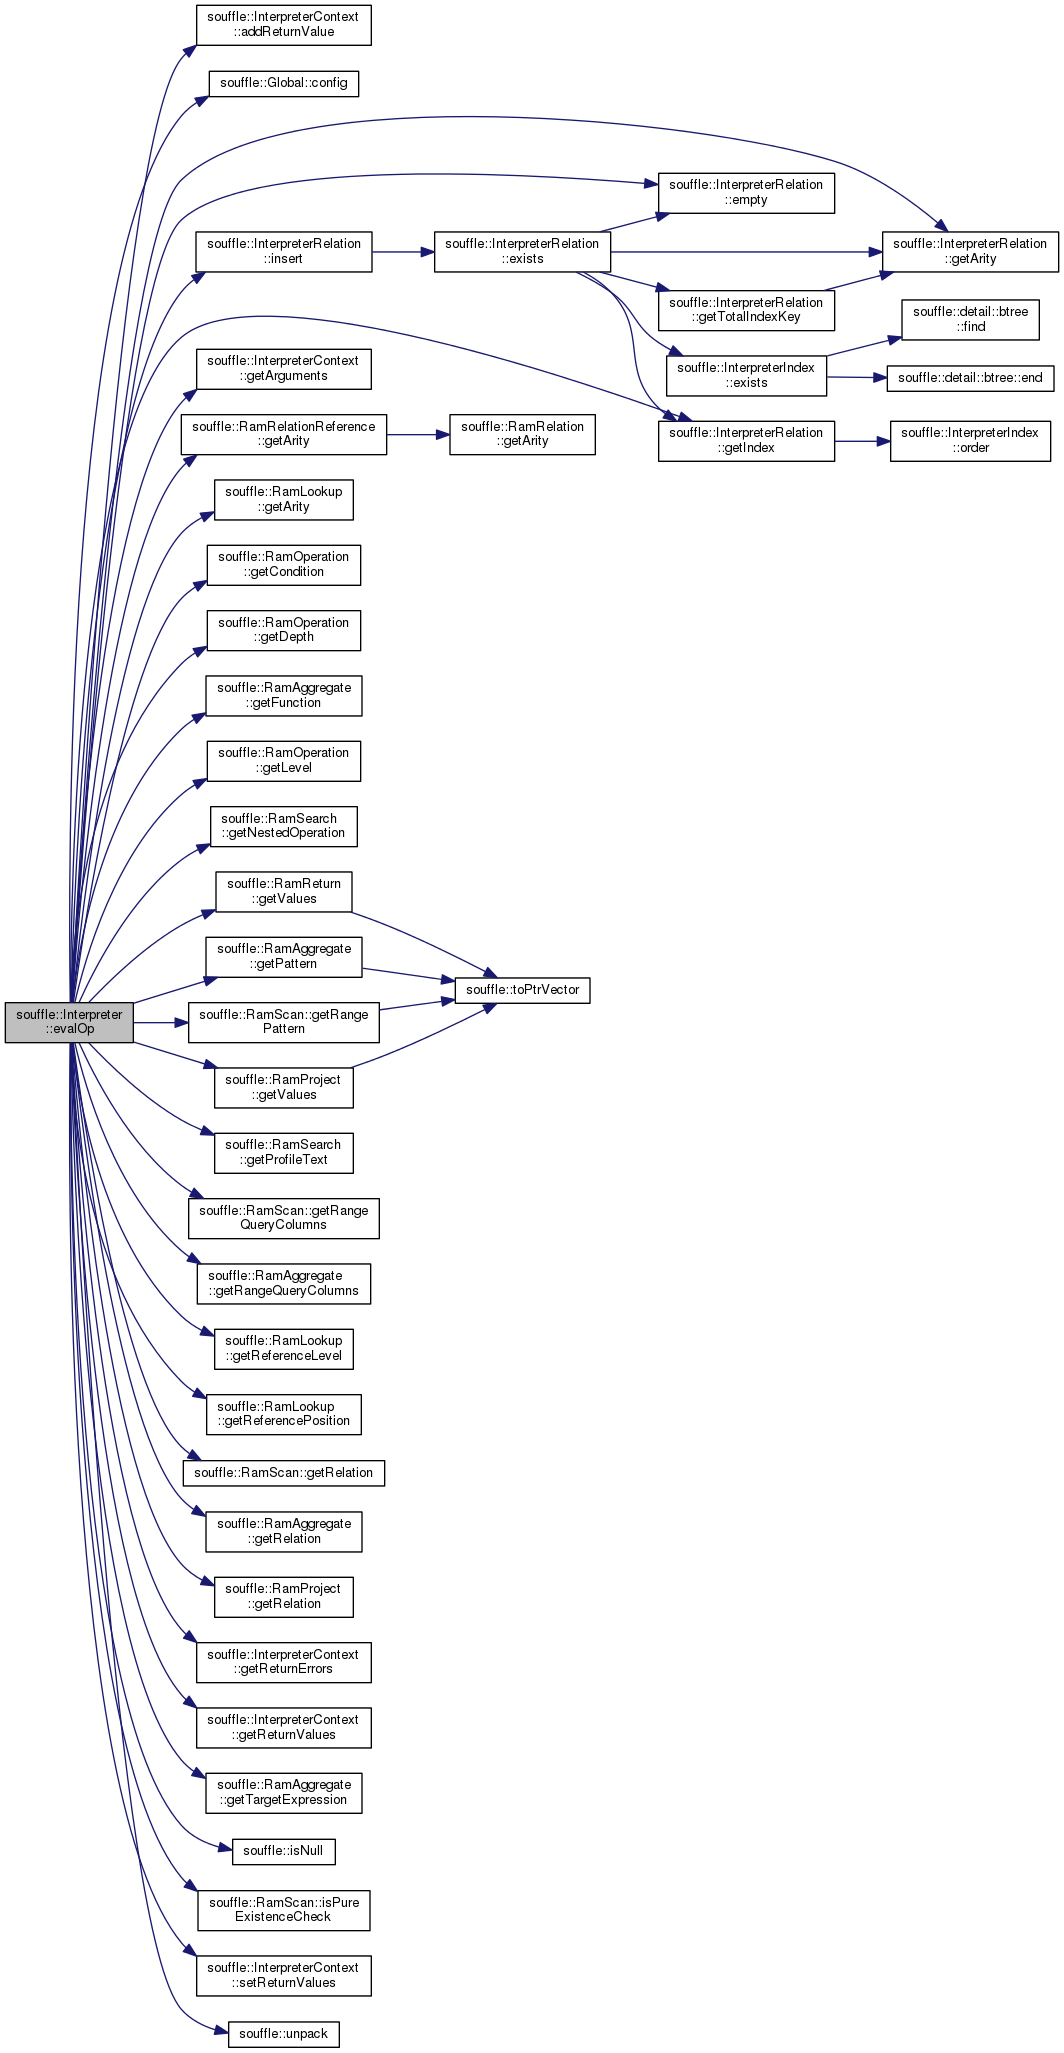 souffle::InterpreterContext
::addReturnValue
souffle::Global::config
souffle::InterpreterRelation
::empty
souffle::InterpreterRelation
::insert
souffle::InterpreterRelation
::exists
souffle::InterpreterRelation
::getArity
souffle::InterpreterRelation
::getTotalIndexKey
souffle::detail::btree
::find
souffle::InterpreterContext
::getArguments
souffle::InterpreterIndex
::exists
souffle::detail::btree::end
souffle::RamRelationReference
::getArity
souffle::RamRelation
::getArity
souffle::InterpreterRelation
::getIndex
souffle::InterpreterIndex
::order
souffle::RamLookup
::getArity
souffle::RamOperation
::getCondition
souffle::RamOperation
::getDepth
souffle::RamAggregate
::getFunction
souffle::RamOperation
::getLevel
souffle::RamSearch
::getNestedOperation
souffle::RamReturn
::getValues
souffle::RamAggregate
::getPattern
souffle::toPtrVector
souffle::Interpreter
::evalOp
souffle::RamScan::getRange
Pattern
souffle::RamProject
::getValues
souffle::RamSearch
::getProfileText
souffle::RamScan::getRange
QueryColumns
souffle::RamAggregate
::getRangeQueryColumns
souffle::RamLookup
::getReferenceLevel
souffle::RamLookup
::getReferencePosition
souffle::RamScan::getRelation
souffle::RamAggregate
::getRelation
souffle::RamProject
::getRelation
souffle::InterpreterContext
::getReturnErrors
souffle::InterpreterContext
::getReturnValues
souffle::RamAggregate
::getTargetExpression
souffle::isNull
souffle::RamScan::isPure
ExistenceCheck
souffle::InterpreterContext
::setReturnValues
souffle::unpack